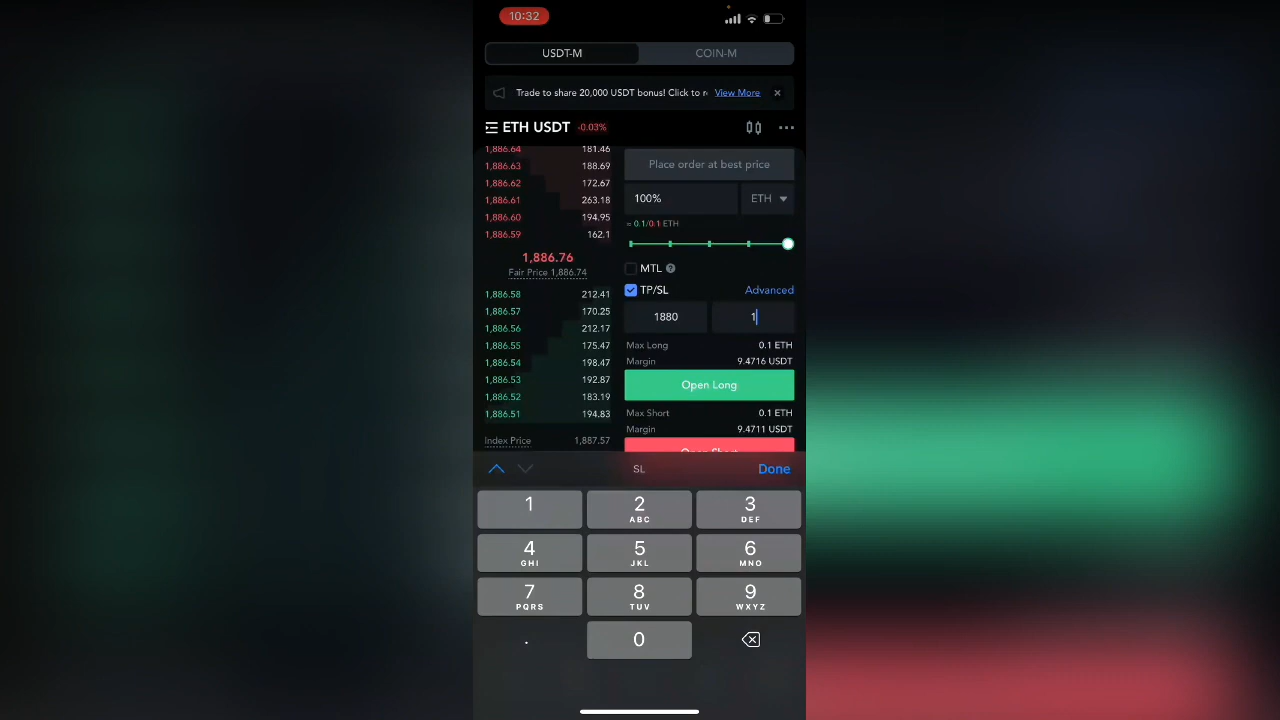 10:32
USDT-M COIN-M
Trade to share 20,000 USDT bonus! Click to r View More ×
ETH USDT -0.03%
1,886.64 181.46
1,886.63 188.69
1,886.62 172.67
1,886.61 263.18
1,886.60 194.95
1,886.59 162.1
1,886.76
Fair Price 1,886.74
1,886.58 212.41
1,886.57 170.25
1,886.56 212.17
1,886.55 175.47
1,886.54 198.47
1,886.53 192.87
1,886.52 183.19
1,886.51 194.83
Index Price 1,887.57
Place order at best price
100% ETH
≈ 0.1/0.1 ETH
MTL ?
TP/SL Advanced
1880 1
Max Long 0.1 ETH
Margin 9.4716 USDT
Open Long
Max Short 0.1 ETH
Margin 9.4711 USDT
Open Short
SL Done
1 2 3
ABC DEF
4 5 6
GHI JKL MNO
7 8 9
PQRS TUV WXYZ
. 0